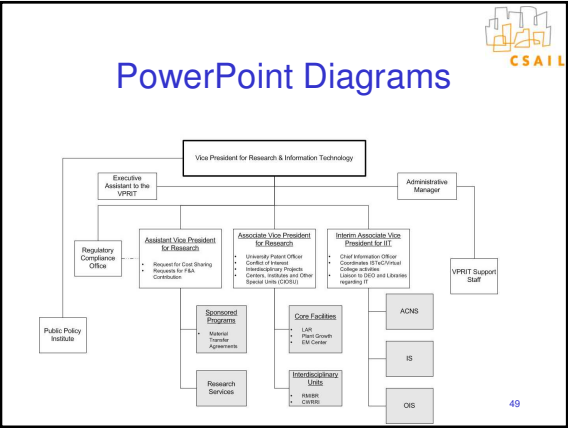 CSAIL
PowerPoint Diagrams
Vice President for Research & Information Technology
Executive
Assistant to the
VPRIT
Administrative
Manager
Regulatory
Compliance
Office
Assistant Vice President
for Research
• Request for Cost Sharing
• Requests for F&A
Contribution
Associate Vice President
for Research
• University Patent Officer
• Conflict of Interest
• Interdisciplinary Projects
• Centers, Institutes and Other
Special Units (CIOSU)
Interim Associate Vice
President for IIT
• Chief Information Officer
• Coordinates ISTeC/Virtual
College activities
• Liaison to DEO and Libraries
regarding IT
VPRIT Support
Staff
Public Policy
Institute
Sponsored
Programs
• Material
Transfer
Agreements
Core Facilities
• LAR
• Plant Growth
• EM Center
ACNS
IS
Research
Services
Interdisciplinary
Units
• RMIBR
• CWRRI
OIS
49